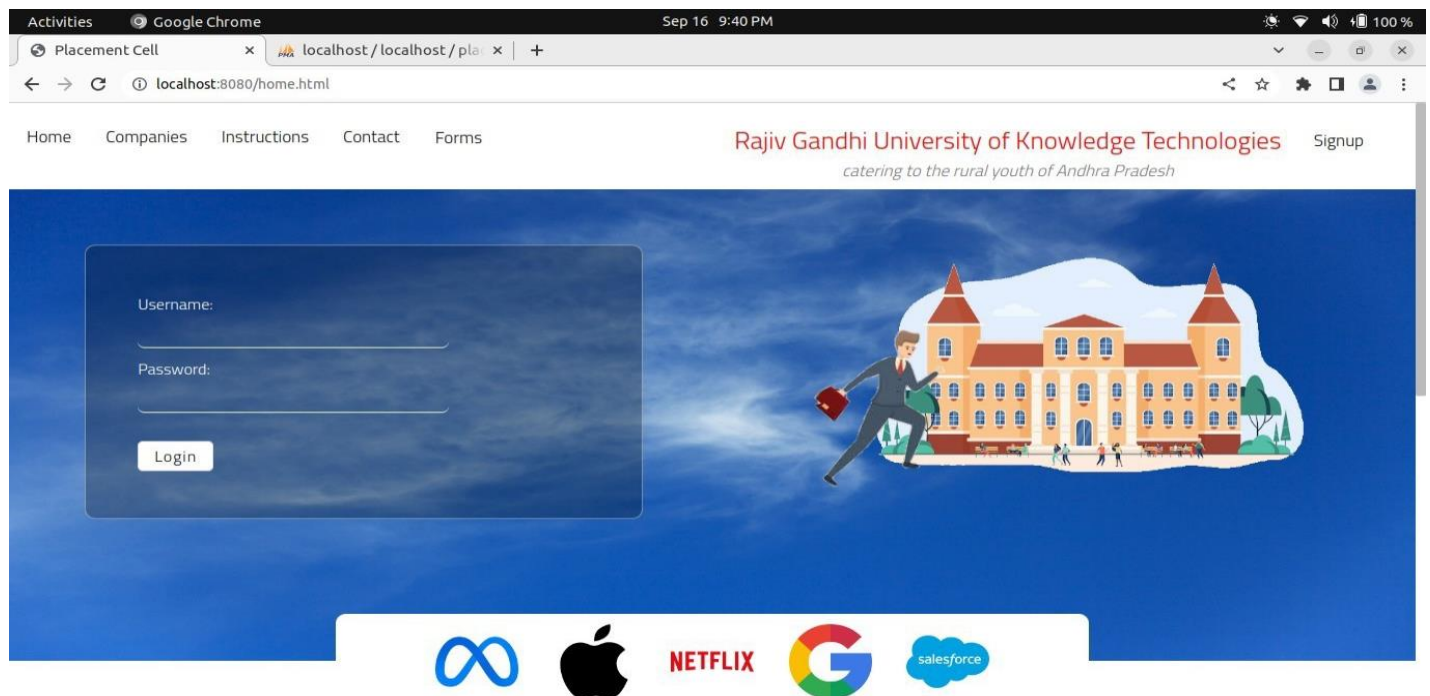 Activities Google Chrome Sep 16 9:40 PM 100 %
Placement Cell localhost / localhost / pla
localhost:8080/home.html
Home Companies Instructions Contact Forms Rajiv Gandhi University of Knowledge Technologies Signup
catering to the rural youth of Andhra Pradesh
Username:
Password:
Login
NETFLIX salesforce